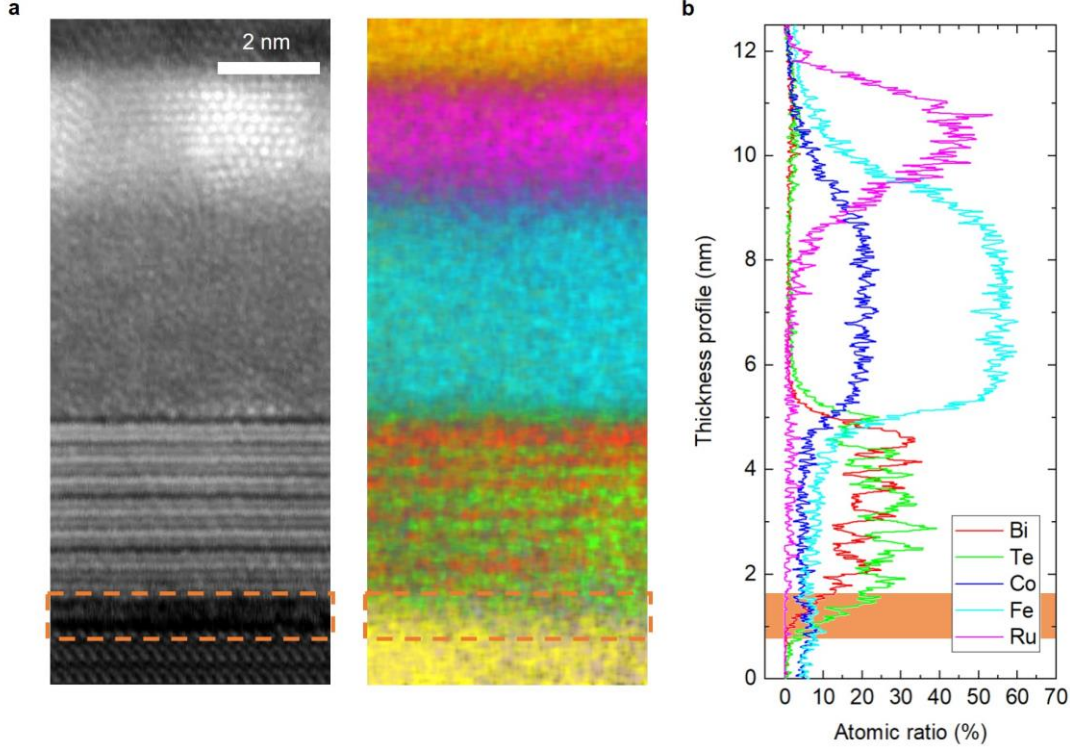 a
2 nm
b
12
10
8
6
4
2
0
Thickness profile (nm)
Bi
Te
Co
Fe
Ru
0 10 20 30 40 50 60 70
Atomic ratio (%)